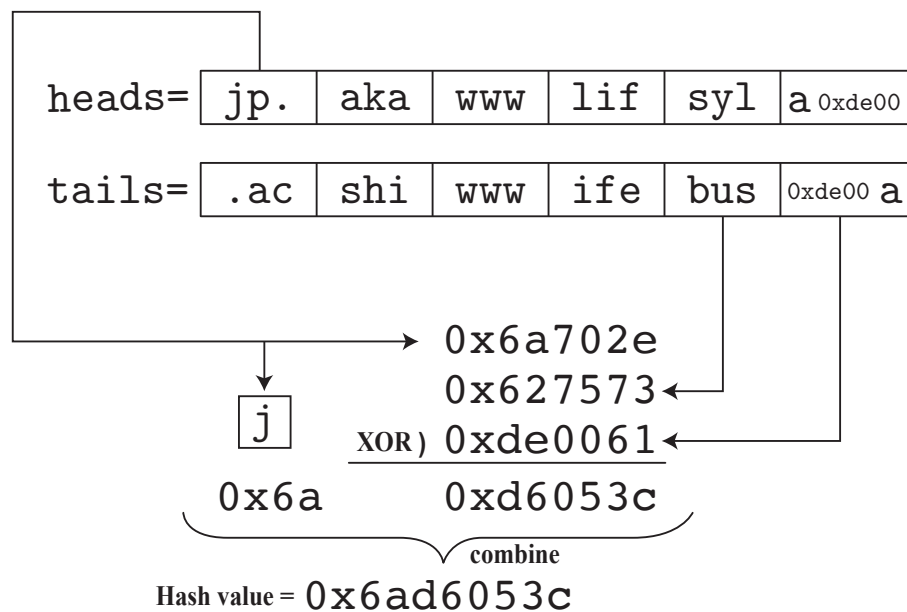 heads= jp. aka www lif syl a 0xde00
tails= .ac shi www ife bus 0xde00 a
0x6a702e
0x627573
j XOR ) 0xde0061
0x6a 0xd6053c
combine
Hash value = 0x6ad6053c